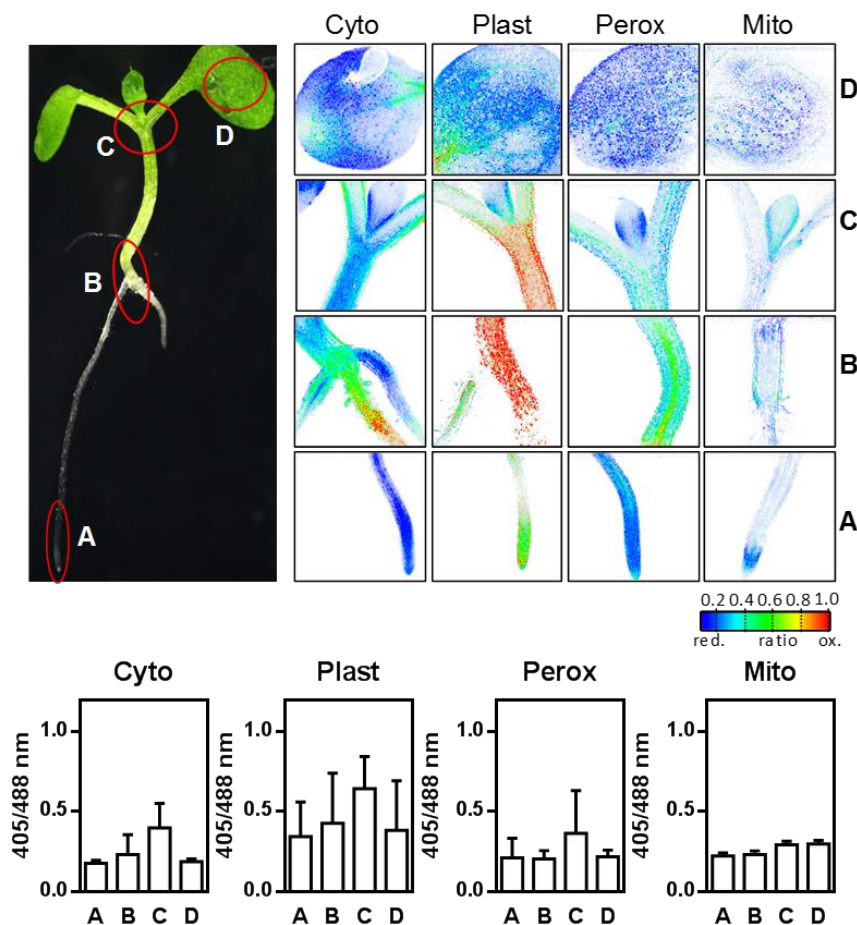 Cyto Plast Perox Mito
D
C
B
A
C D
B
A
0.2 0.4 0.6 0.8 1.0
red. ratio ox.
Cyto Plast Perox Mito
405/488 nm 405/488 nm 405/488 nm 405/488 nm
1.0 1.0 1.0 1.0
0.5 0.5 0.5 0.5
0.0 0.0 0.0 0.0
A B C D A B C D A B C D A B C D